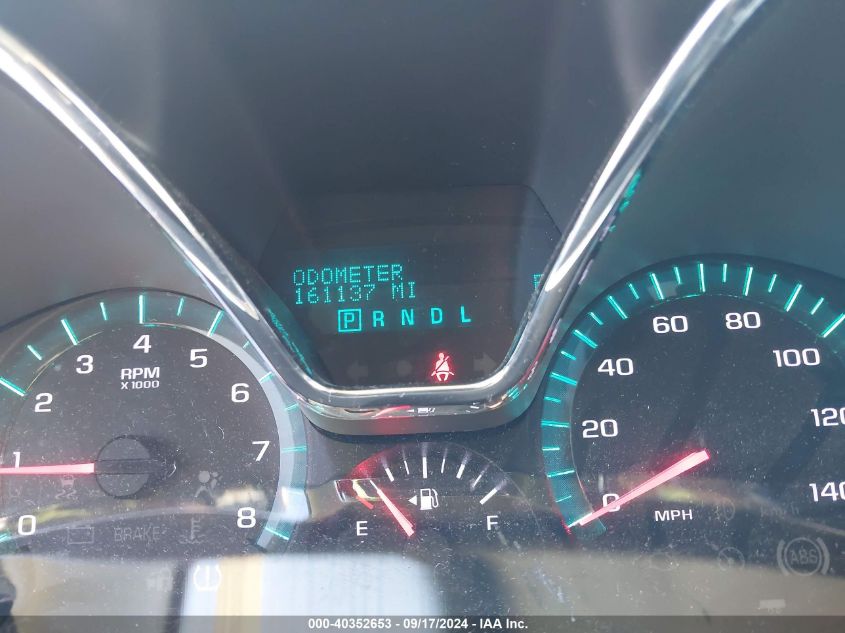 ODOMETER
161137 MI
P R N D L
0 1 2 3 4 5 6 7 8
RPM
X1000
BRAKE
E F
0 20 40 60 80 100 120 140
MPH
ABS
000-40352653 - 09/17/2024 - IAA Inc.